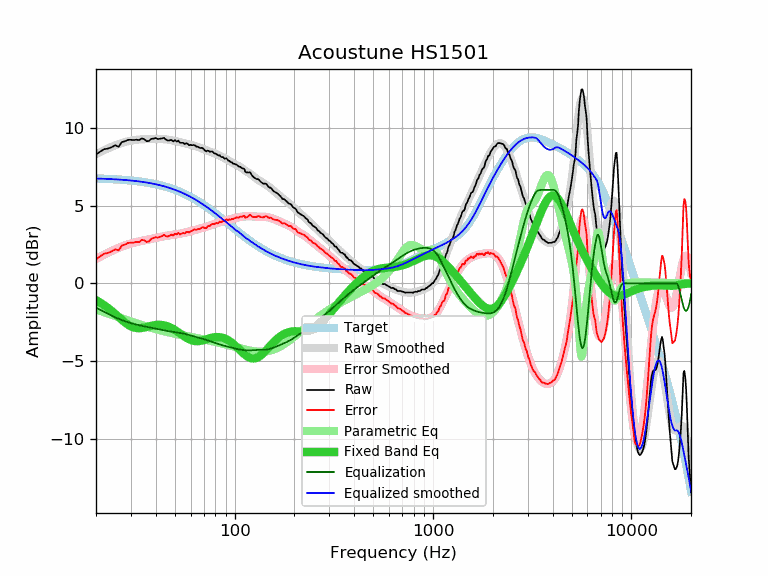 Acoustune HS1501
Amplitude (dBr)
10
5
0
−5
−10
Target
Raw Smoothed
Error Smoothed
Raw
Error
Parametric Eq
Fixed Band Eq
Equalization
Equalized smoothed
100
1000
10000
Frequency (Hz)